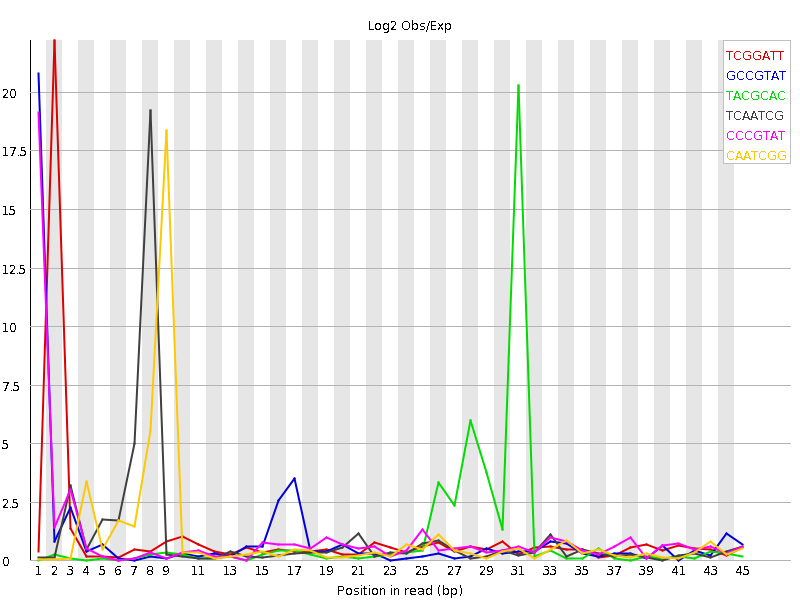 Log2 Obs/Exp
TCGGATT
GCCGTAT
TACGCAC
TCAATCG
CCCGTAT
CAATCGG
20
17.5
15
12.5
10
7.5
5
2.5
0
1 2 3 4 5 6 7 8 9 11 13 15 17 19 21 23 25 27 29 31 33 35 37 39 41 43 45
Position in read (bp)